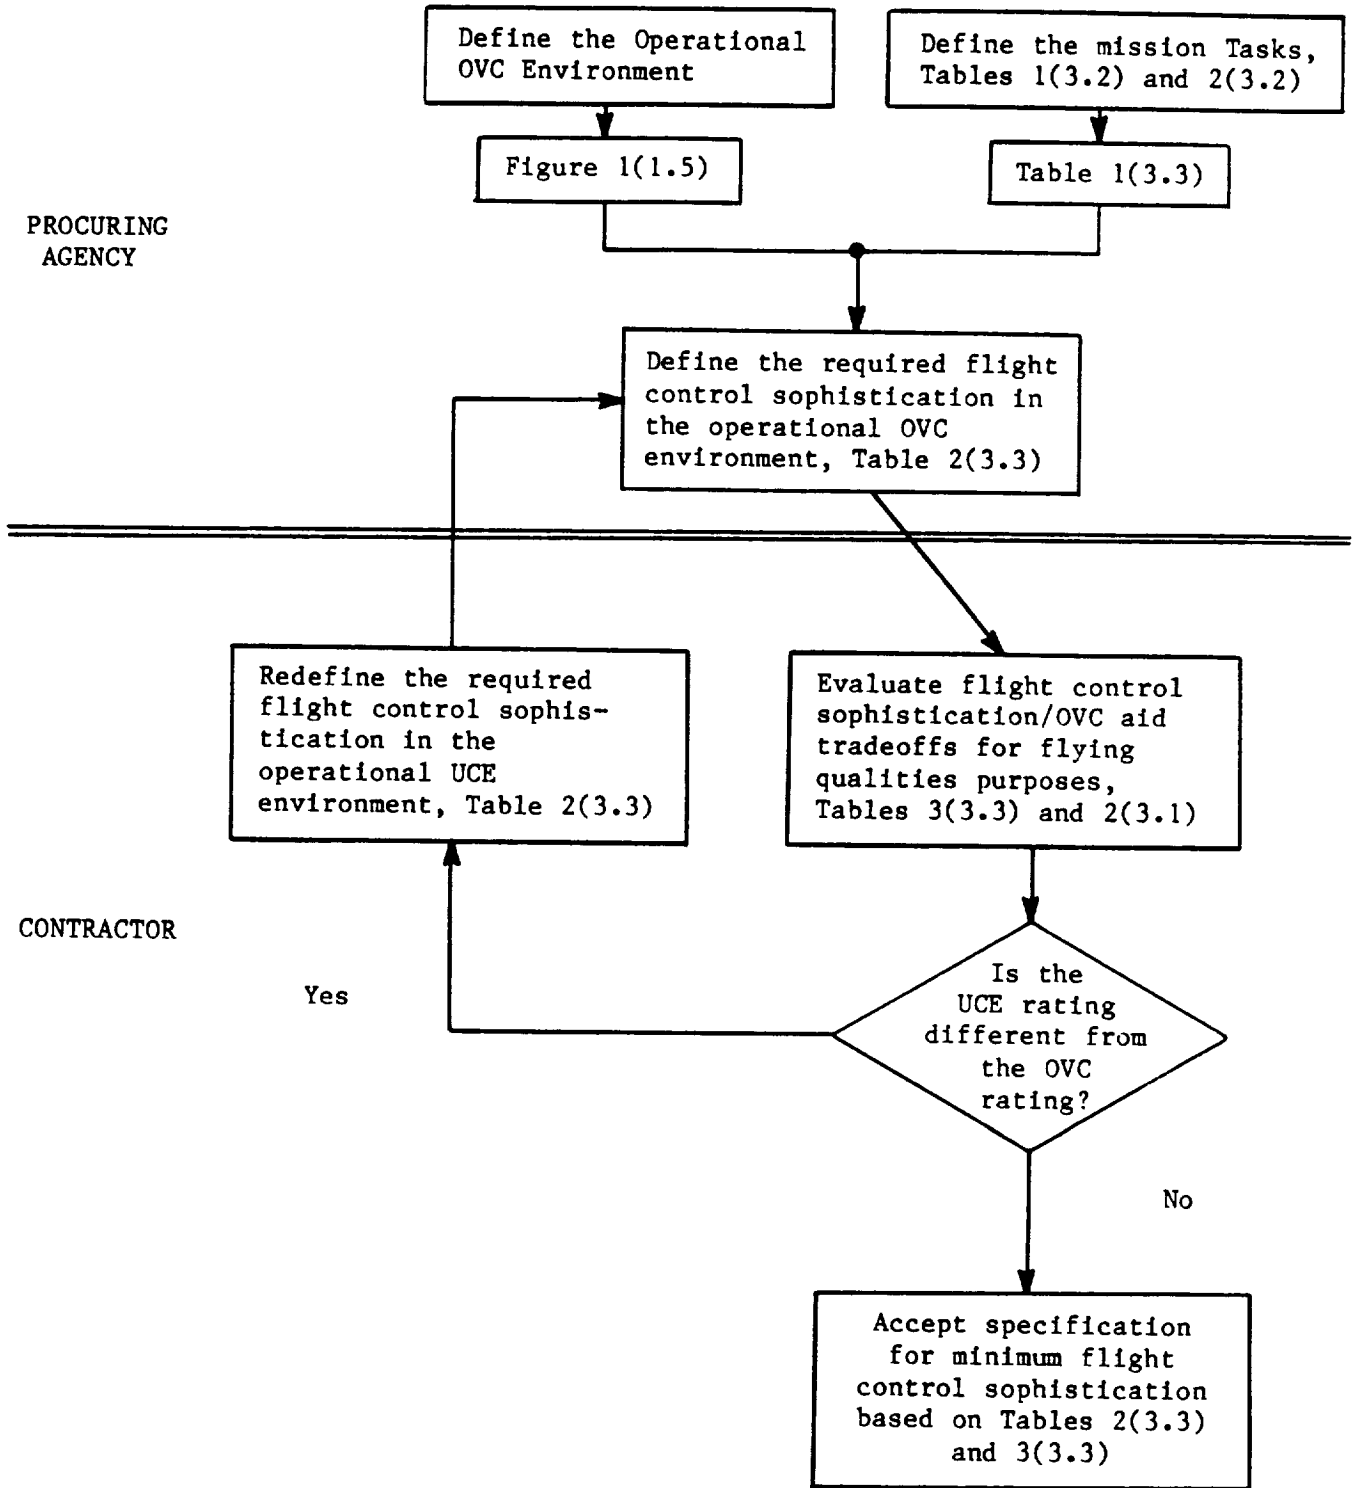 Define the Operational
OVC Environment
Define the mission Tasks,
Tables 1(3.2) and 2(3.2)
Figure 1(1.5)
Table 1(3.3)
PROCURING
AGENCY
Define the required flight
control sophistication in
the operational OVC
environment, Table 2(3.3)
Redefine the required
flight control sophis-
tication in the
operational UCE
environment, Table 2(3.3)
Evaluate flight control
sophistication/OVC aid
tradeoffs for flying
qualities purposes,
Tables 3(3.3) and 2(3.1)
CONTRACTOR
Yes
Is the
UCE rating
different from
the OVC
rating?
No
Accept specification
for minimum flight
control sophistication
based on Tables 2(3.3)
and 3(3.3)